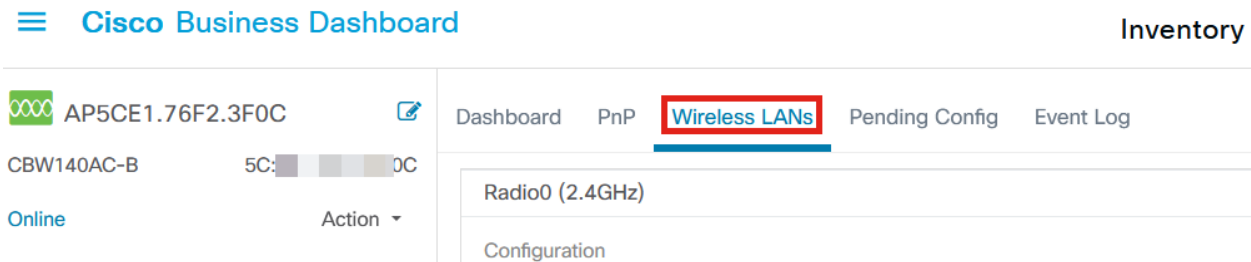 Cisco Business Dashboard
Inventory
AP5CE1.76F2.3F0C
Dashboard PnP Wireless LANs Pending Config Event Log
CBW140AC-B 5C: 0C
Radio0 (2.4GHz)
Online Action
Configuration